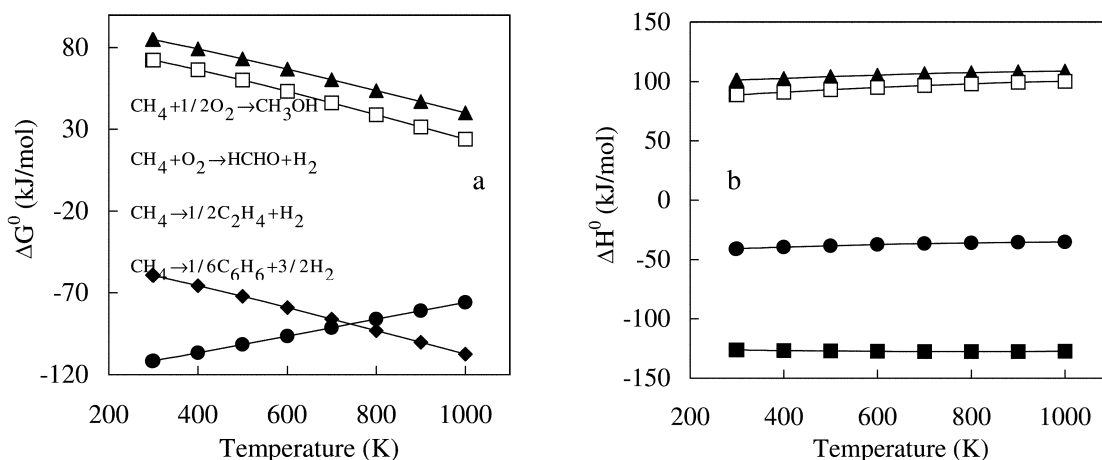 80
30
-20
-70
-120
ΔG⁰ (kJ/mol)
CH₄+1/2O₂→CH₃OH
CH₄+O₂→HCHO+H₂
CH₄→1/2C₂H₄+H₂
CH₄→1/6C₆H₆+3/2H₂
a
200 400 600 800 1000
Temperature (K)
150
100
50
0
-50
-100
-150
ΔH⁰ (kJ/mol)
b
200 400 600 800 1000
Temperature (K)